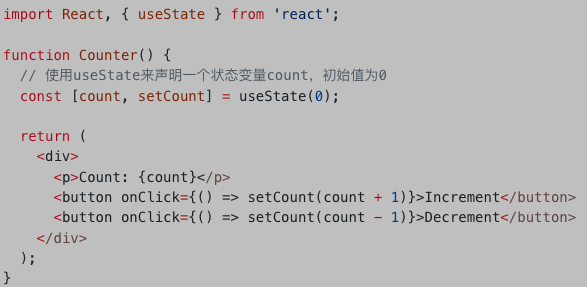 import React, { useState } from 'react';
function Counter() {
// 使用useState来声明一个状态变量count，初始值为0
const [count, setCount] = useState(0);
return (
<div>
<p>Count: {count}</p>
<button onClick={() => setCount(count + 1)}>Increment</button>
<button onClick={() => setCount(count - 1)}>Decrement</button>
</div>
);
}